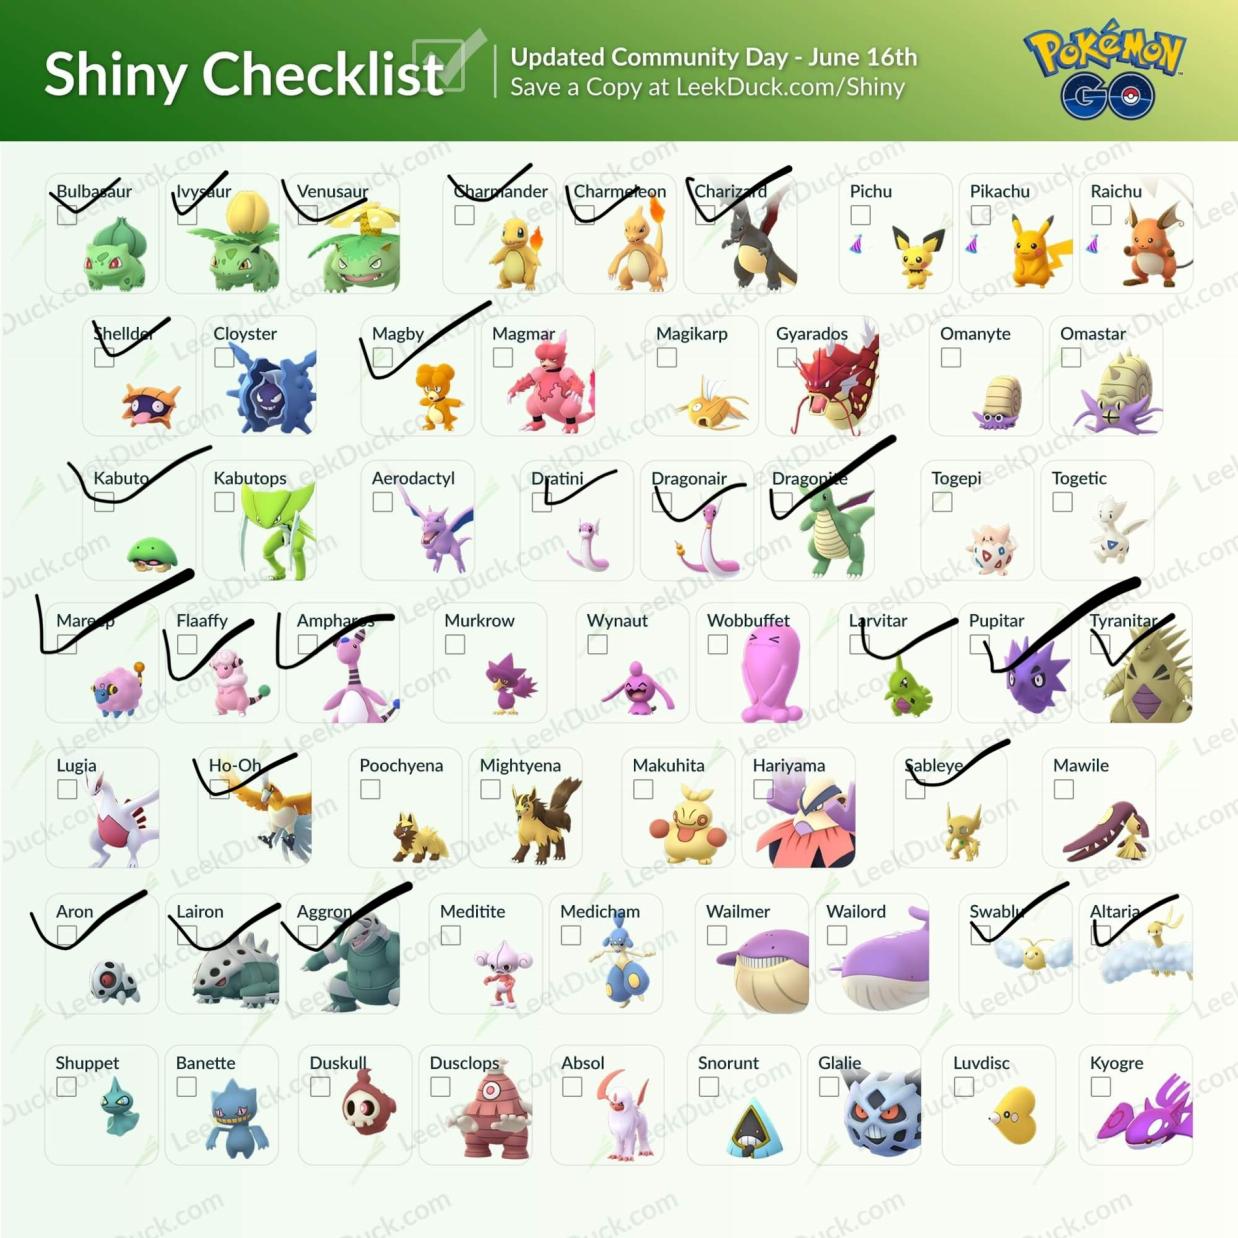 Shiny Checklist
Updated Community Day - June 16th
Save a Copy at LeekDuck.com/Shiny
POKéMON
GO
Bulbasaur Ivysaur Venusaur Charmander Charmeleon Charizard Pichu Pikachu Raichu
Shellder Cloyster Magby Magmar Magikarp Gyarados Omanyte Omastar
Kabuto Kabutops Aerodactyl Dratini Dragonair Dragonite Togepi Togetic
Mareep Flaaffy Ampharos Murkrow Wynaut Wobbuffet Larvitar Pupitar Tyranitar
Lugia Ho-Oh Poochyena Mightyena Makuhita Hariyama Sableye Mawile
Aron Lairon Aggron Meditite Medicham Wailmer Wailord Swablu Altaria
Shuppet Banette Duskull Dusclops Absol Snorunt Glalie Luvdisc Kyogre
LeekDuck.com